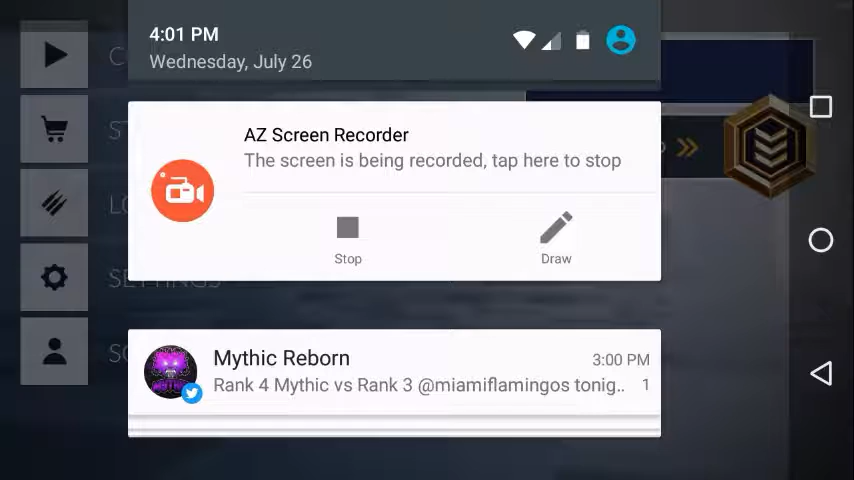 4:01 PM
Wednesday, July 26
AZ Screen Recorder
The screen is being recorded, tap here to stop
Stop
Draw
SETTINGS
Mythic Reborn
3:00 PM
Rank 4 Mythic vs Rank 3 @miamiflamingos tonig..
1